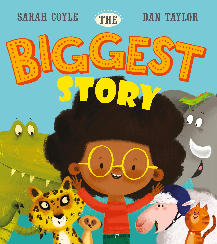 SARAH COYLE THE DAN TAYLOR
BIGGEST
STORY